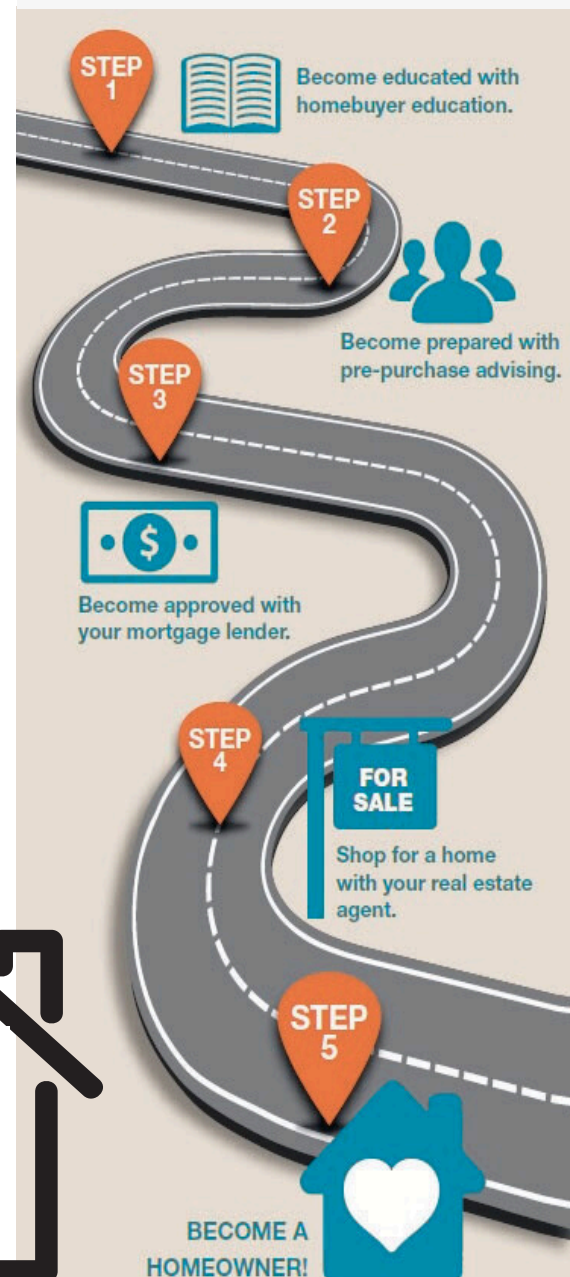 STEP
1
Become educated with
homebuyer education.
STEP
2
Become prepared with
pre-purchase advising.
STEP
3
$
Become approved with
your mortgage lender.
STEP
4
FOR
SALE
Shop for a home
with your real estate
agent.
STEP
5
BECOME A
HOMEOWNER!